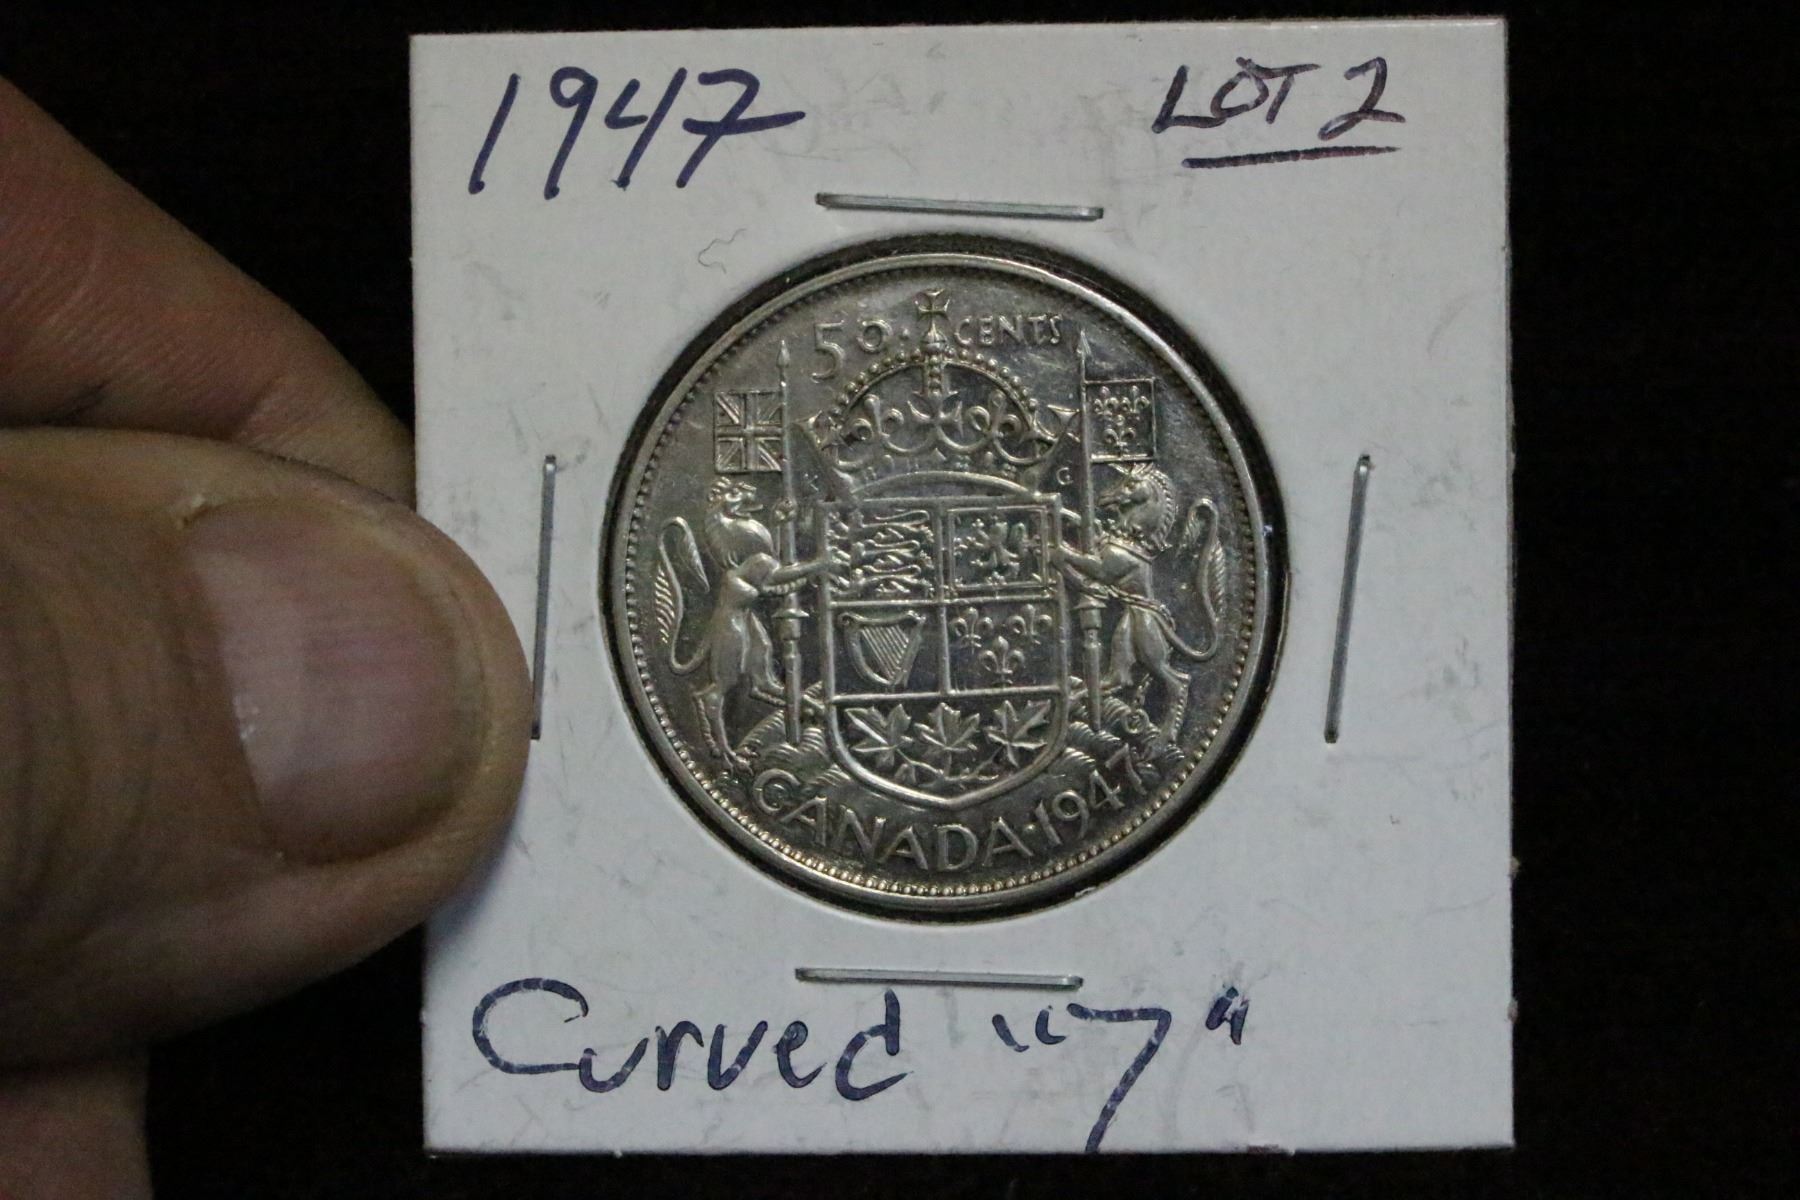 1947 LOT 2
50 · CENTS
K G
CANADA · 1947
Curved "7"